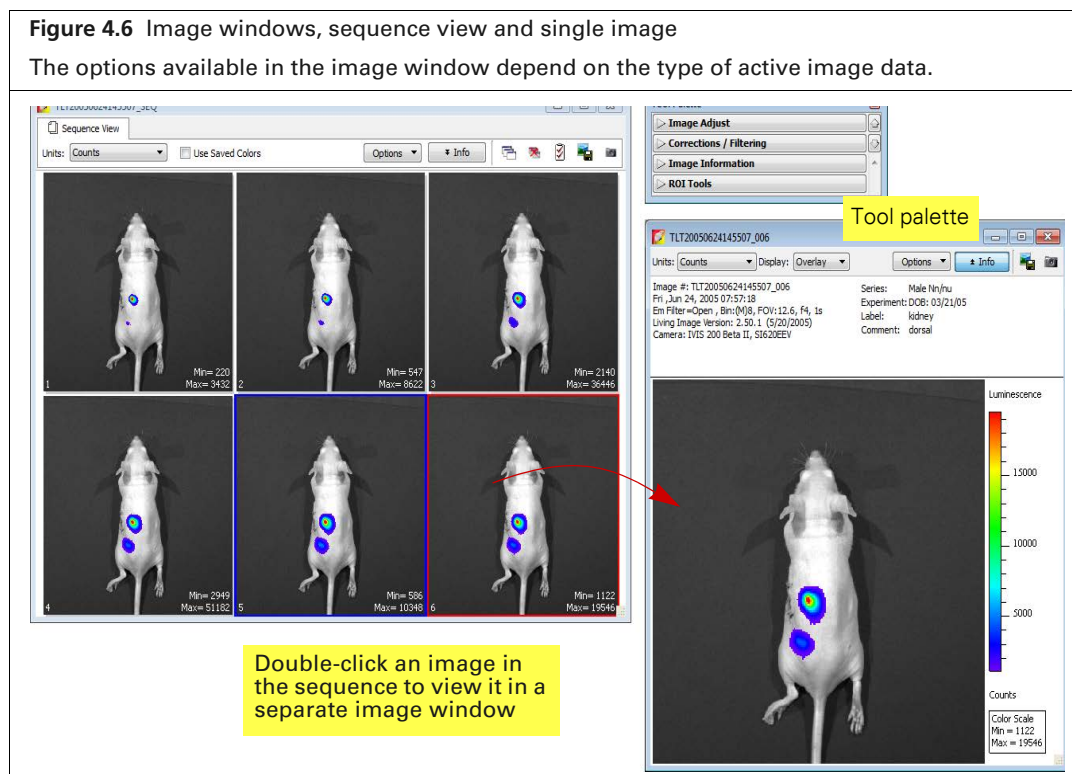 Figure 4.6 Image windows, sequence view and single image
The options available in the image window depend on the type of active image data.
TLT20050624145507_SEQ
Sequence View
Units: Counts Use Saved Colors Options Info
1 Min= 220
Max= 3432
2 Min= 547
Max= 8622
3 Min= 2140
Max= 36446
4 Min= 2949
Max= 51182
5 Min= 586
Max= 10348
6 Min= 1122
Max= 19546
Double-click an image in
the sequence to view it in a
separate image window
Tool Palette
Image Adjust
Corrections / Filtering
Image Information
ROI Tools
Tool palette
TLT20050624145507_006
Units: Counts Display: Overlay Options Info
Image #: TLT20050624145507_006
Fri ,Jun 24, 2005 07:57:18
Em Filter=Open , Bin:(M)8, FOV:12.6, f4, 1s
Living Image Version: 2.50.1 (5/20/2005)
Camera: IVIS 200 Beta II, SI620EEV
Series: Male Nn/nu
Experiment: DOB: 03/21/05
Label: kidney
Comment: dorsal
Luminescence
15000
10000
5000
Counts
Color Scale
Min = 1122
Max = 19546